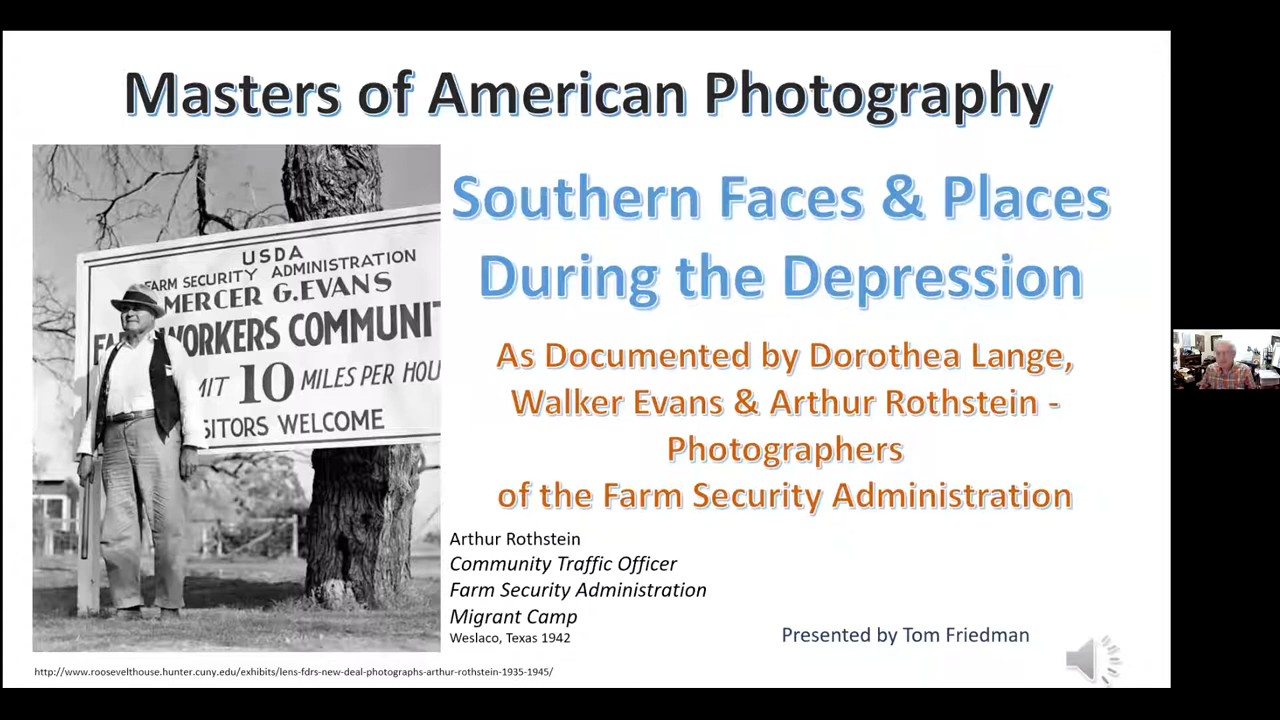 Masters of American Photography
Southern Faces & Places
During the Depression
As Documented by Dorothea Lange,
Walker Evans & Arthur Rothstein -
Photographers
of the Farm Security Administration
USDA
FARM SECURITY ADMINISTRATION
MERCER G. EVANS
WORKERS COMMUNI
MIT 10 MILES PER HOU
SITORS WELCOME
Arthur Rothstein
Community Traffic Officer
Farm Security Administration
Migrant Camp
Weslaco, Texas 1942
Presented by Tom Friedman
http://www.roosevelthouse.hunter.cuny.edu/exhibits/lens-fdrs-new-deal-photographs-arthur-rothstein-1935-1945/